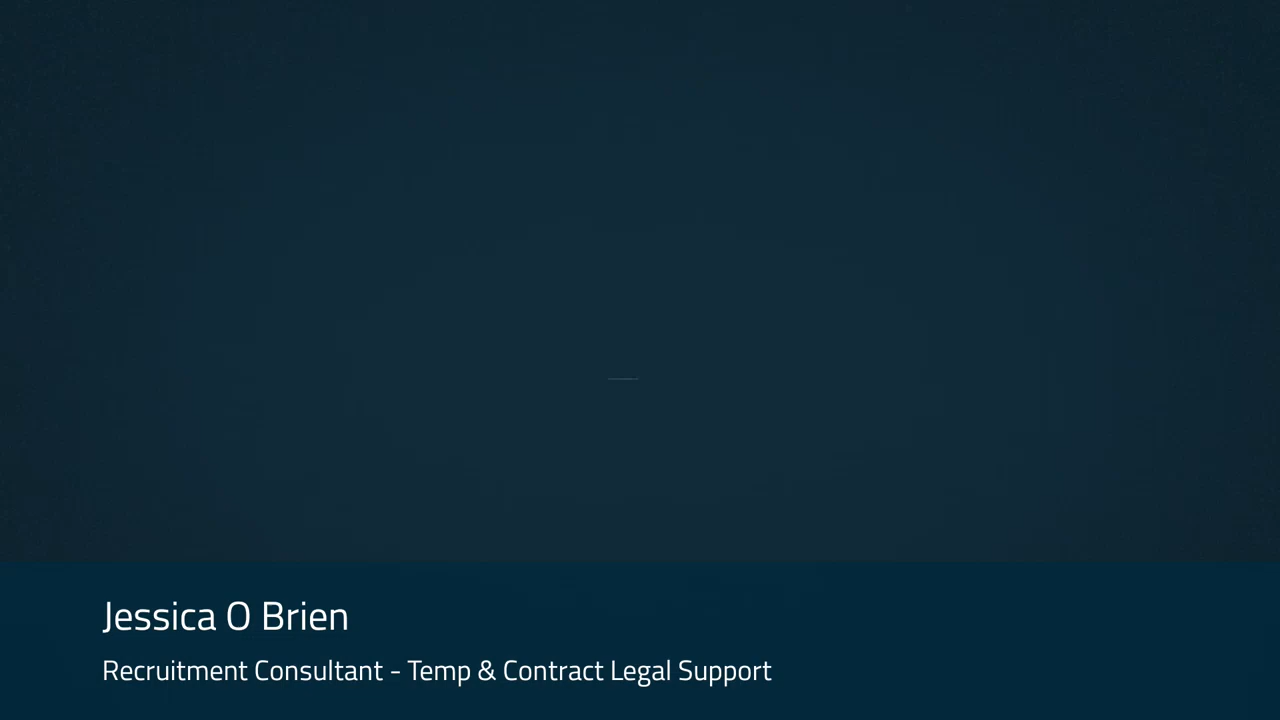 Jessica O Brien
Recruitment Consultant - Temp & Contract Legal Support